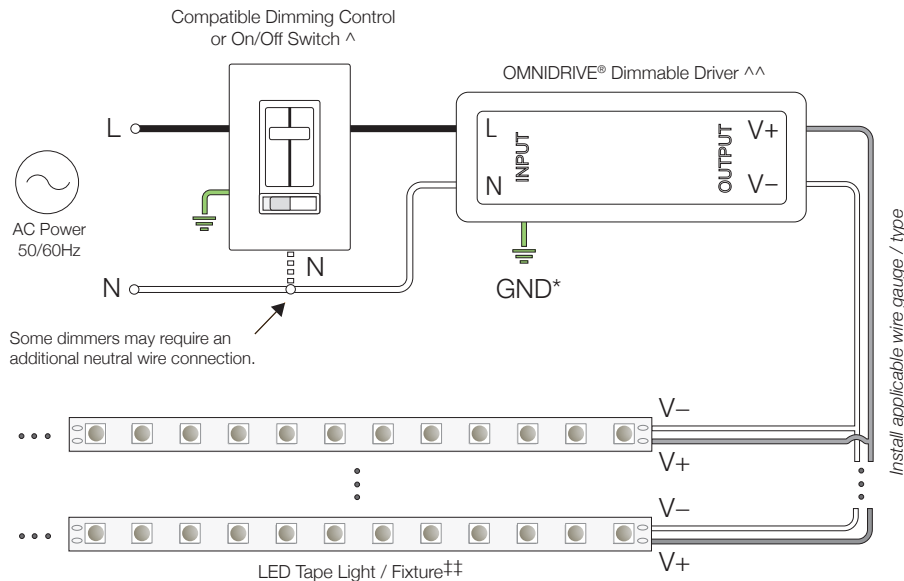 Compatible Dimming Control
or On/Off Switch ^
OMNIDRIVE® Dimmable Driver ^^
L
L
N
INPUT
OUTPUT
V+
V–
AC Power
50/60Hz
N
N
GND*
Some dimmers may require an
additional neutral wire connection.
Install applicable wire gauge / type
V–
V+
V–
V+
LED Tape Light / Fixture‡‡